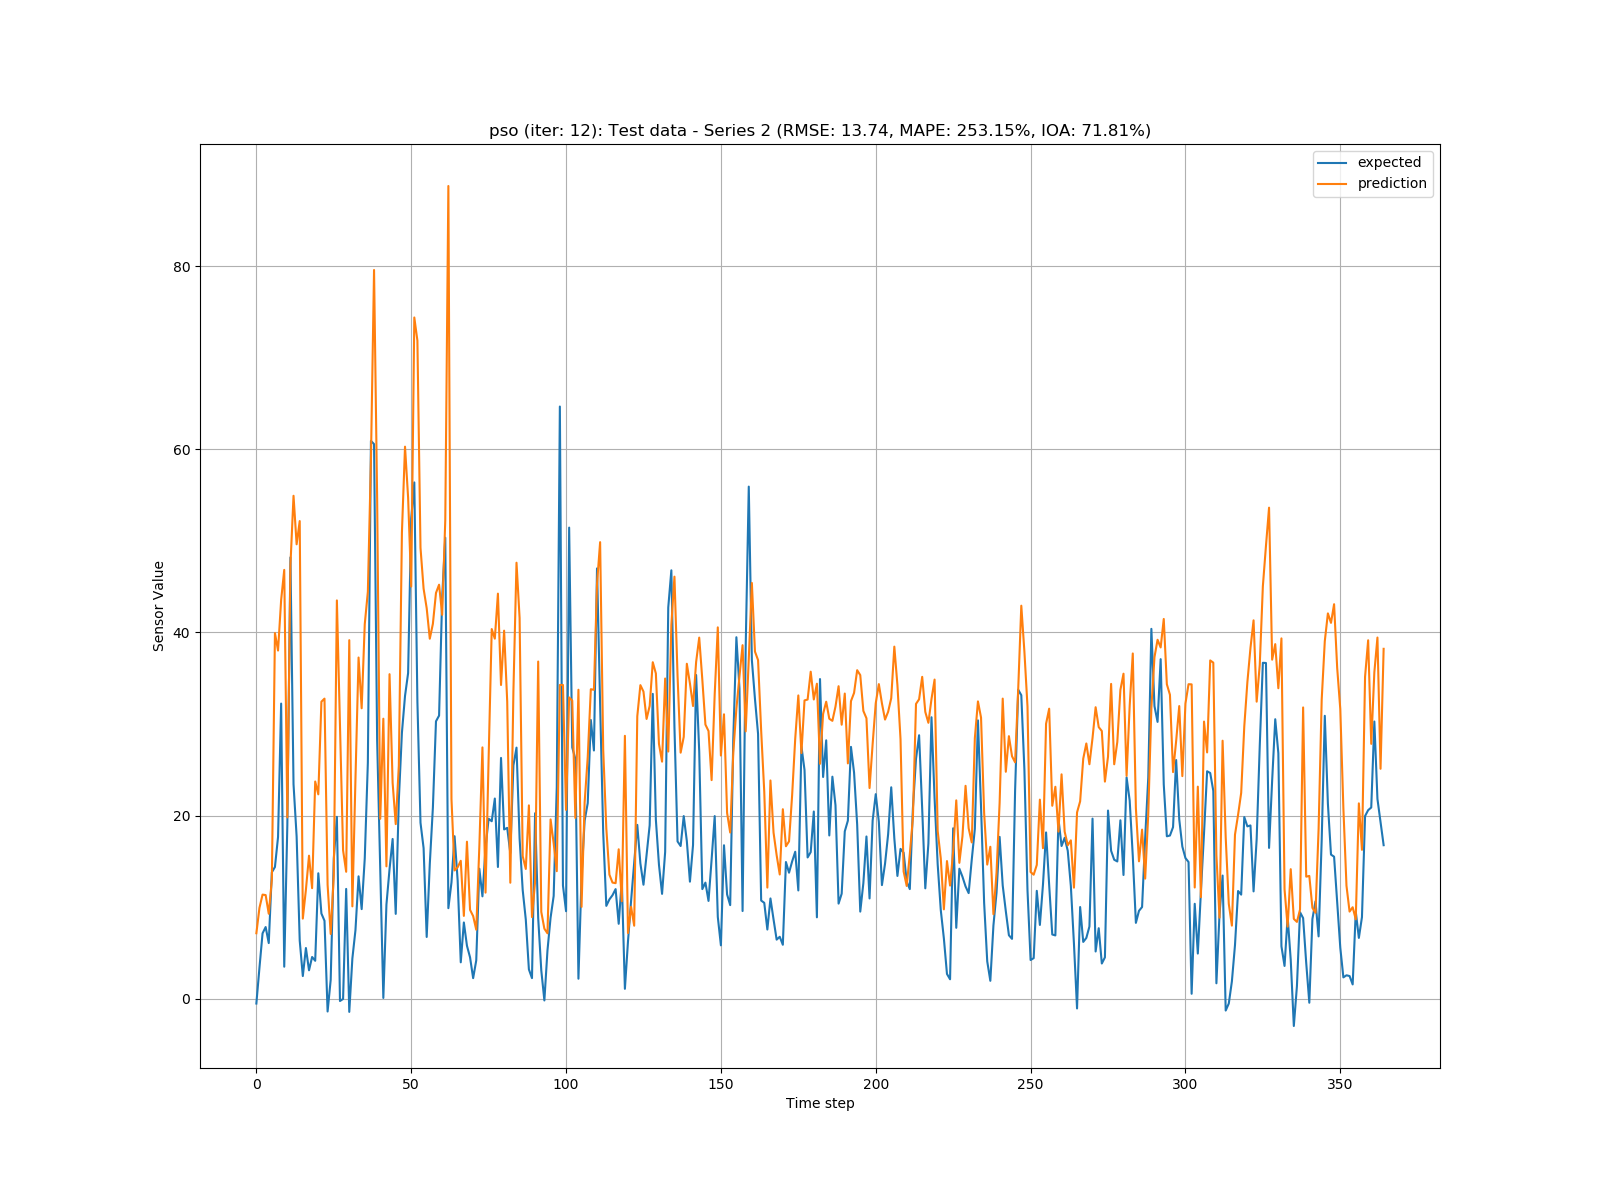 pso (iter: 12): Test data - Series 2 (RMSE: 13.74, MAPE: 253.15%, IOA: 71.81%)
expected
prediction
80
60
40
20
0
Sensor Value
0 50 100 150 200 250 300 350
Time step